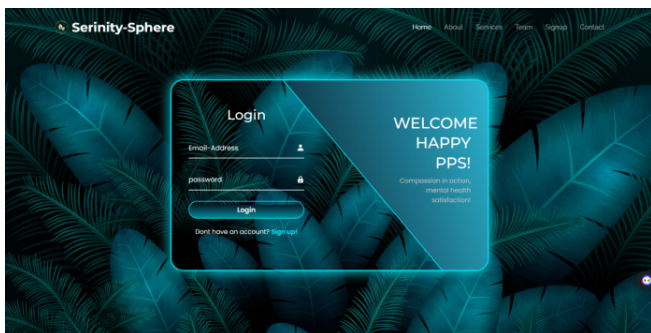 Serinity-Sphere
Home About Services Team Signup Contact
Login
Email-Address
password
Login
Dont have an account? Sign up!
WELCOME
HAPPY
PPS!
Compassion in action,
mental health
satisfaction!